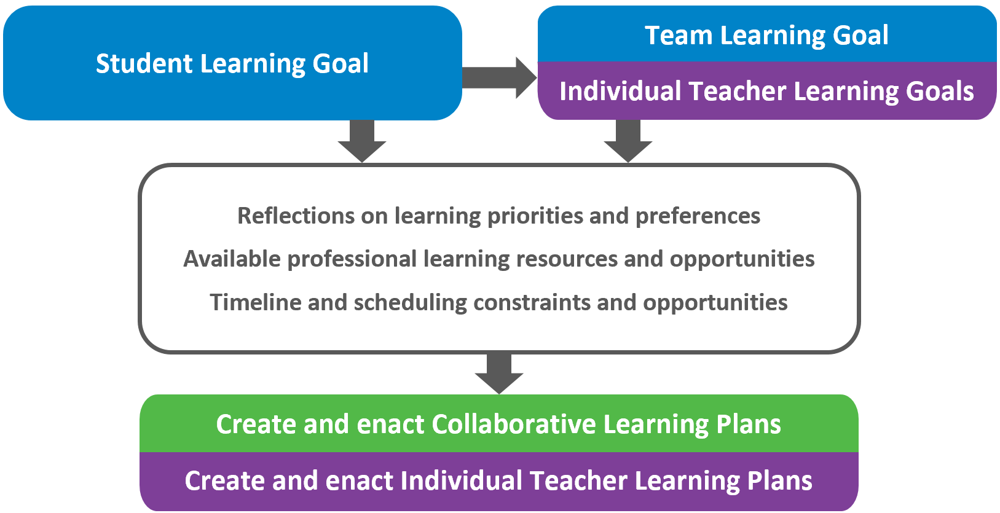 Student Learning Goal
Team Learning Goal
Individual Teacher Learning Goals
Reflections on learning priorities and preferences
Available professional learning resources and opportunities
Timeline and scheduling constraints and opportunities
Create and enact Collaborative Learning Plans
Create and enact Individual Teacher Learning Plans